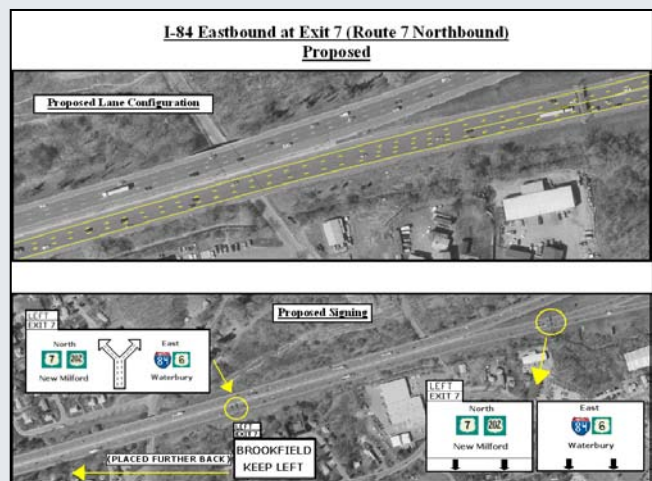 I-84 Eastbound at Exit 7 (Route 7 Northbound)
Proposed
Proposed Lane Configuration
Proposed Signing
LEFT
EXIT 7
North
7 202
New Milford
East
84 6
Waterbury
LEFT
EXIT 7
BROOKFIELD
KEEP LEFT
(PLACED FURTHER BACK)
LEFT
EXIT 7
North
7 202
New Milford
East
84 6
Waterbury